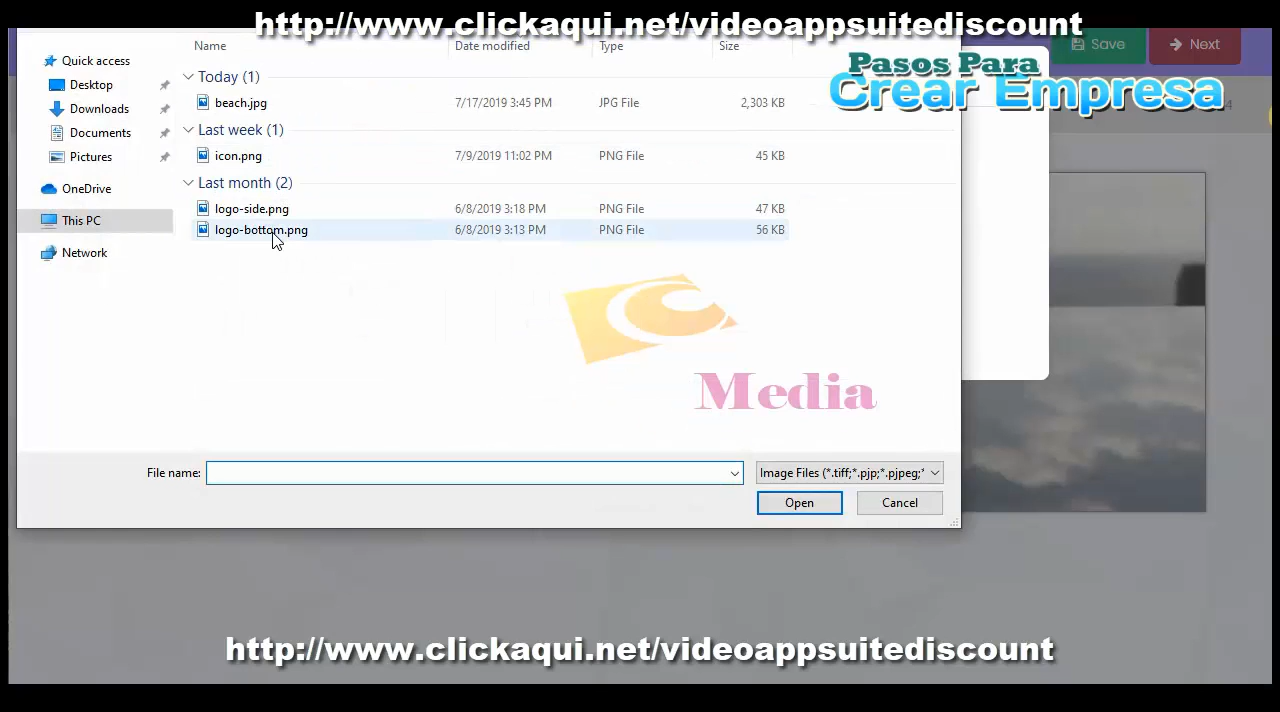 http://www.clickaqui.net/videoappsuitediscount
Name Date modified Type Size
Save Next
Pasos Para
Crear Empresa
Quick access
Desktop
Downloads
Documents
Pictures
OneDrive
This PC
Network
Today (1)
beach.jpg 7/17/2019 3:45 PM JPG File 2,303 KB
Last week (1)
icon.png 7/9/2019 11:02 PM PNG File 45 KB
Last month (2)
logo-side.png 6/8/2019 3:18 PM PNG File 47 KB
logo-bottom.png 6/8/2019 3:13 PM PNG File 56 KB
Media
File name: Image Files (*.tiff;*.pjp;*.pjpeg;*
Open Cancel
http://www.clickaqui.net/videoappsuitediscount